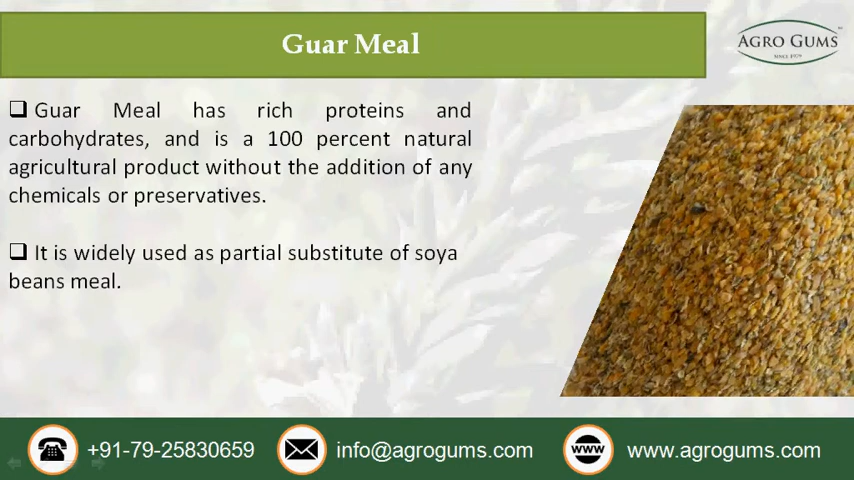 Guar Meal
AGRO GUMS
SINCE 1979
Guar Meal has rich proteins and
carbohydrates, and is a 100 percent natural
agricultural product without the addition of any
chemicals or preservatives.
It is widely used as partial substitute of soya
beans meal.
+91-79-25830659
info@agrogums.com
www
www.agrogums.com